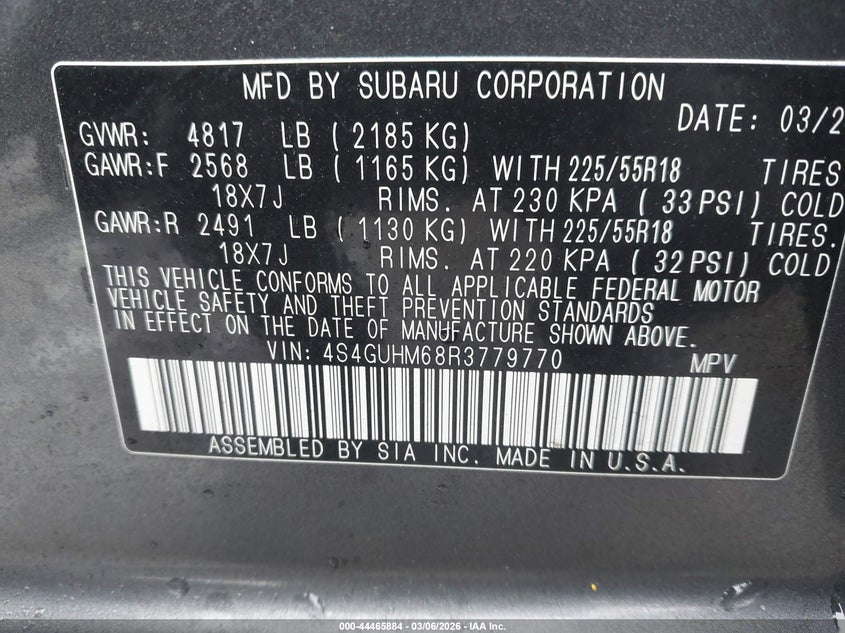 MFD BY SUBARU CORPORATION
DATE: 03/2
GVWR: 4817 LB ( 2185 KG)
GAWR:F 2568 LB ( 1165 KG) WITH 225/55R18 TIRES
18X7J RIMS. AT 230 KPA ( 33 PSI) COLD
GAWR:R 2491 LB ( 1130 KG) WITH 225/55R18 TIRES.
18X7J RIMS. AT 220 KPA ( 32 PSI) COLD
THIS VEHICLE CONFORMS TO ALL APPLICABLE FEDERAL MOTOR
VEHICLE SAFETY AND THEFT PREVENTION STANDARDS
IN EFFECT ON THE DATE OF MANUFACTURE SHOWN ABOVE.
VIN: 4S4GUHM68R3779770 MPV
ASSEMBLED BY SIA INC. MADE IN U.S.A.
000-44465884 - 03/06/2026 - IAA Inc.